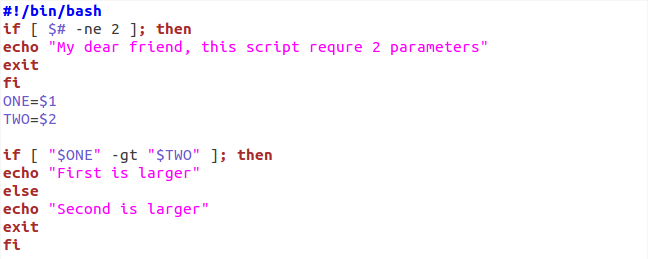 #!/bin/bash
if [ $# -ne 2 ]; then
echo "My dear friend, this script requre 2 parameters"
exit
fi
ONE=$1
TWO=$2
if [ "$ONE" -gt "$TWO" ]; then
echo "First is larger"
else
echo "Second is larger"
exit
fi